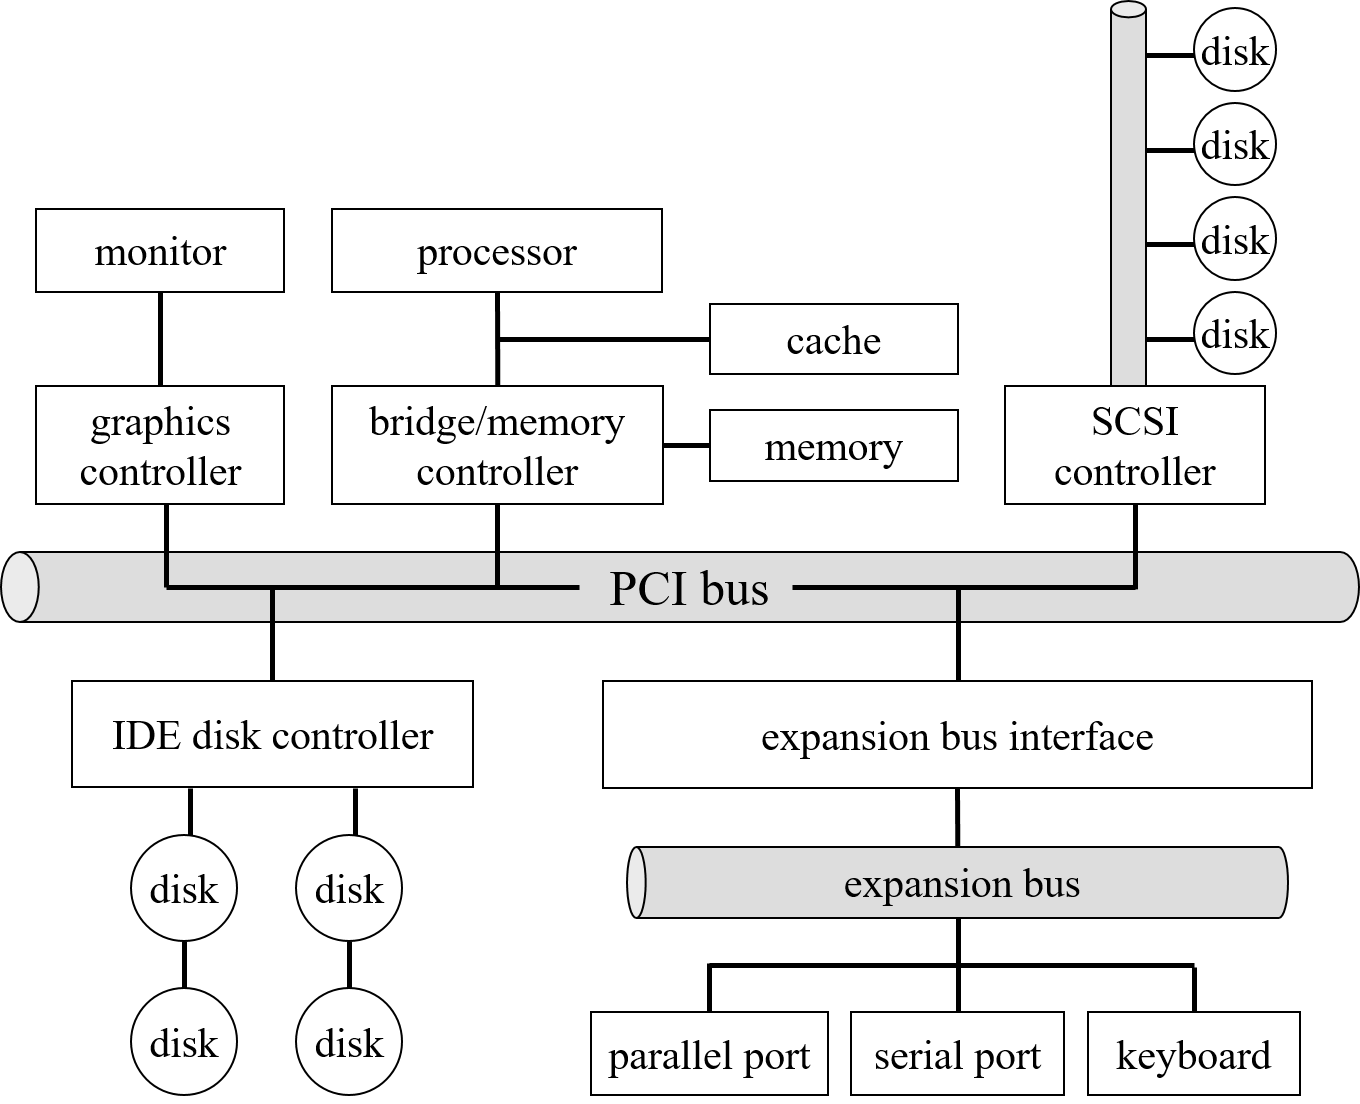 disk
disk
disk
disk
monitor
processor
cache
graphics
controller
bridge/memory
controller
memory
SCSI
controller
PCI bus
IDE disk controller
expansion bus interface
disk
disk
expansion bus
disk
disk
parallel port
serial port
keyboard